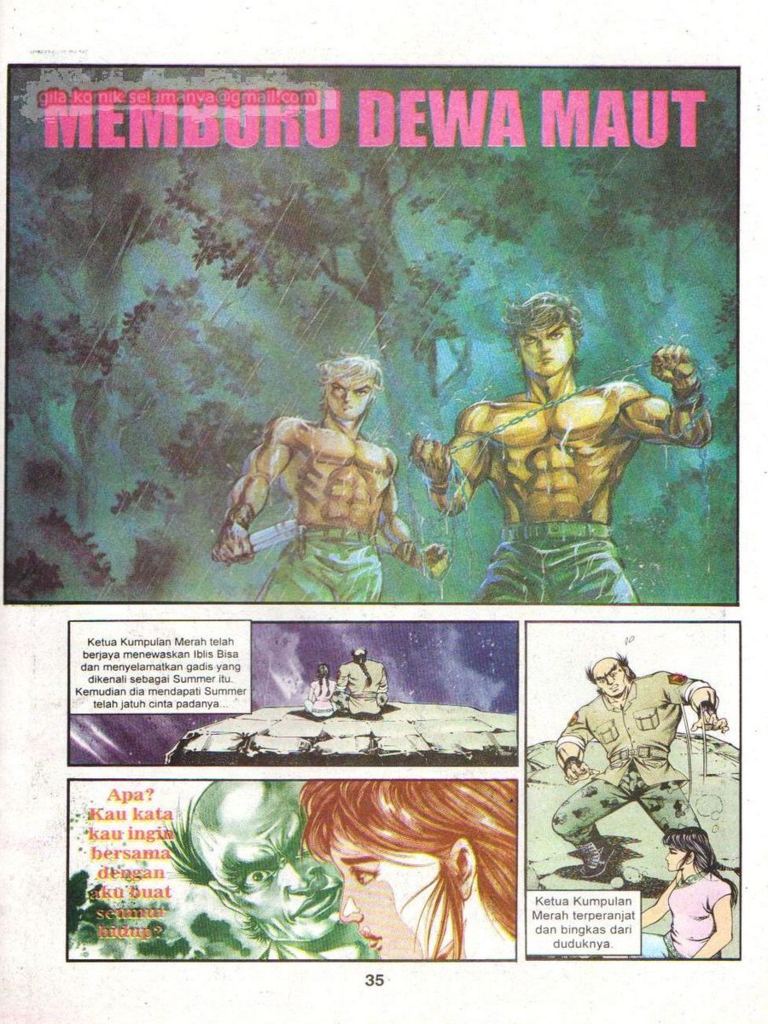 gila.komik.selamanya@gmail.com
MEMBURU DEWA MAUT
Ketua Kumpulan Merah telah
berjaya menewaskan Iblis Bisa
dan menyelamatkan gadis yang
dikenali sebagai Summer itu.
Kemudian dia mendapati Summer
telah jatuh cinta padanya...
Apa?
Kau kata
kau ingin
bersama
dengan
aku buat
seumur
hidup?
Ketua Kumpulan
Merah terperanjat
dan bingkas dari
duduknya.
35